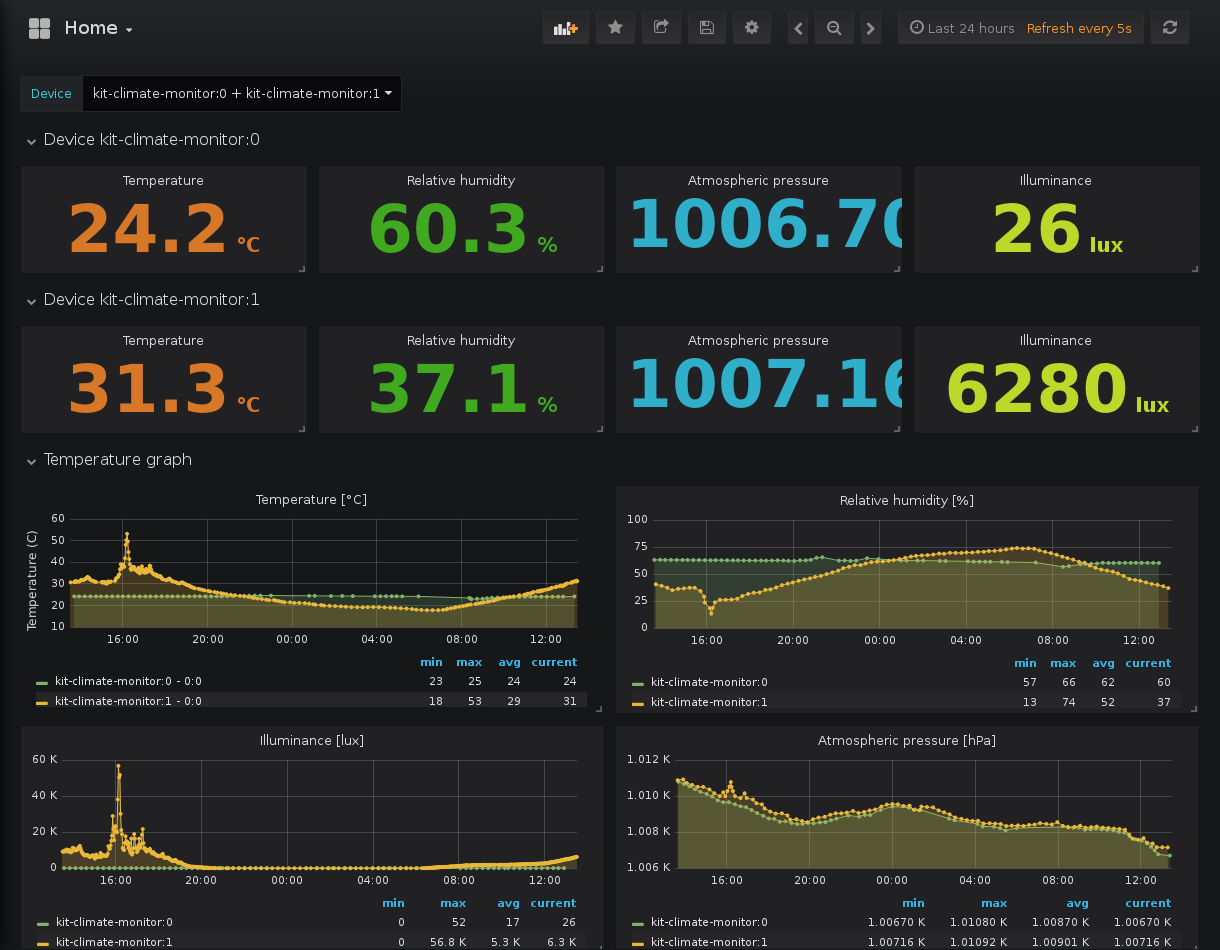 Home
Last 24 hours Refresh every 5s
Device kit-climate-monitor:0 + kit-climate-monitor:1
Device kit-climate-monitor:0
Temperature Relative humidity Atmospheric pressure Illuminance
24.2 °C 60.3 % 1006.70 26 lux
Device kit-climate-monitor:1
Temperature Relative humidity Atmospheric pressure Illuminance
31.3 °C 37.1 % 1007.16 6280 lux
Temperature graph
Temperature [°C]
Temperature (C)
60
50
40
30
20
10
16:00 20:00 00:00 04:00 08:00 12:00
min max avg current
kit-climate-monitor:0 - 0:0 23 25 24 24
kit-climate-monitor:1 - 0:0 18 53 29 31
Relative humidity [%]
100
75
50
25
0
16:00 20:00 00:00 04:00 08:00 12:00
min max avg current
kit-climate-monitor:0 57 66 62 60
kit-climate-monitor:1 13 74 52 37
Illuminance [lux]
60 K
40 K
20 K
0
16:00 20:00 00:00 04:00 08:00 12:00
min max avg current
kit-climate-monitor:0 0 52 17 26
kit-climate-monitor:1 0 56.8 K 5.3 K 6.3 K
Atmospheric pressure [hPa]
1.012 K
1.010 K
1.008 K
1.006 K
16:00 20:00 00:00 04:00 08:00 12:00
min max avg current
kit-climate-monitor:0 1.00670 K 1.01080 K 1.00870 K 1.00670 K
kit-climate-monitor:1 1.00716 K 1.01092 K 1.00901 K 1.00716 K